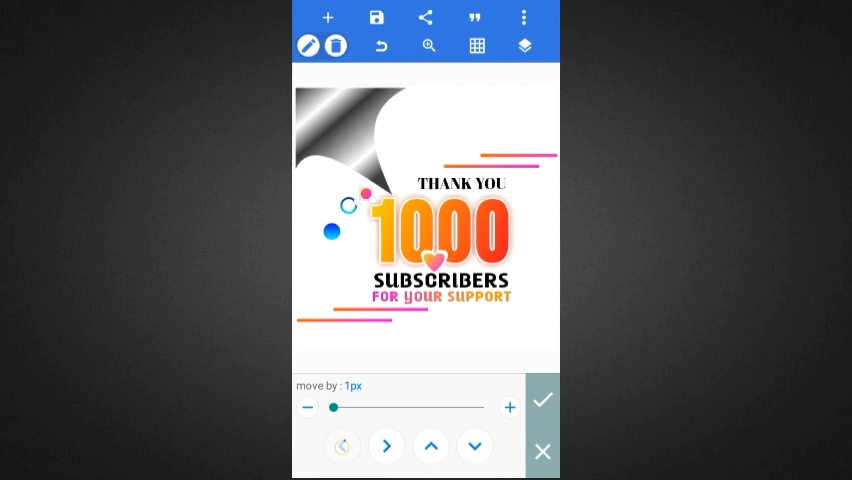 THANK YOU
1000
SUBSCRIBERS
FOR YOUR SUPPORT
move by : 1px